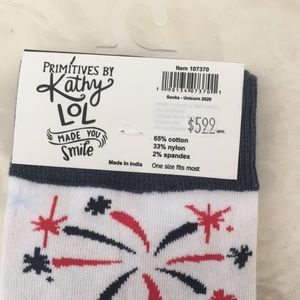 PRIMITIVES BY
Kathy
LOL
MADE YOU
Smile
Item 107370
Socks - Unicorn 2020
$5.99
65% cotton
33% nylon
2% spandex
Made In India
One size fits most